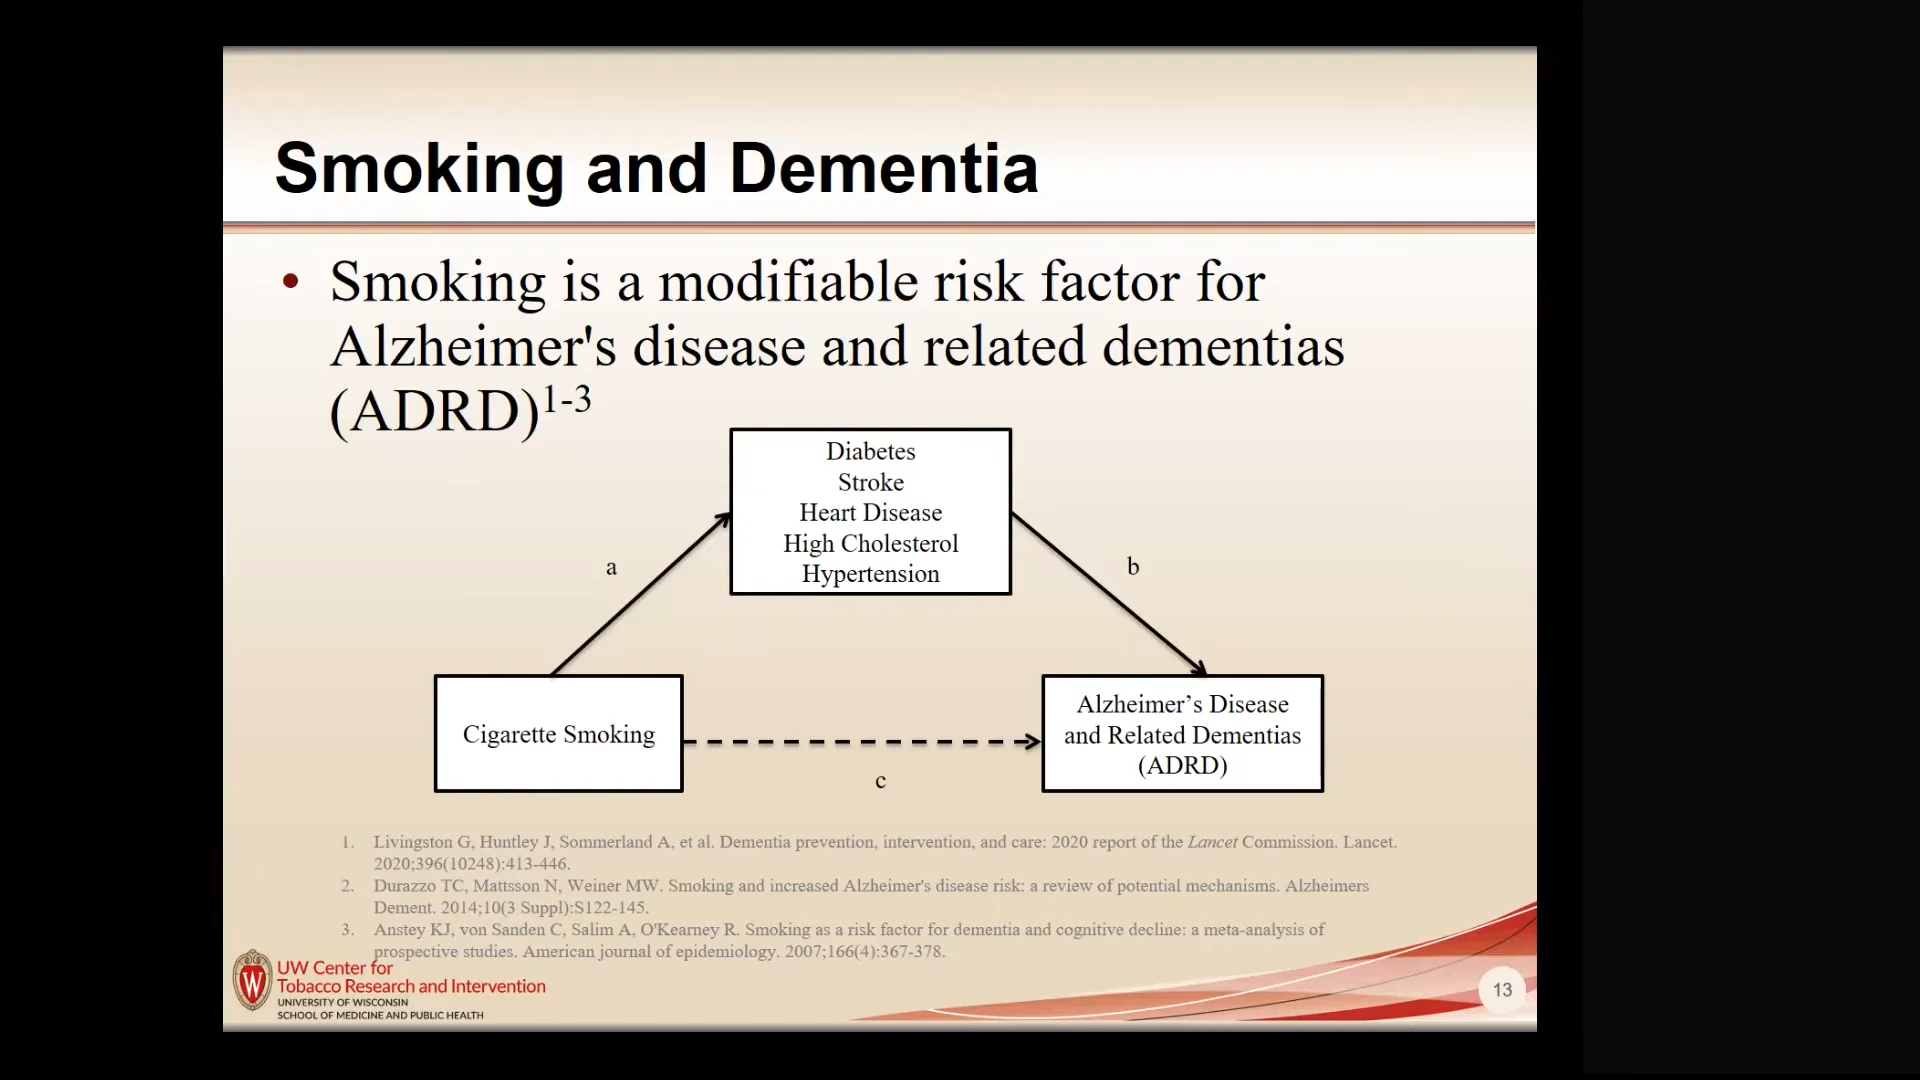 Smoking and Dementia
• Smoking is a modifiable risk factor for
Alzheimer's disease and related dementias
(ADRD)1-3
Diabetes
Stroke
Heart Disease
High Cholesterol
Hypertension
a
b
Cigarette Smoking
c
Alzheimer’s Disease
and Related Dementias
(ADRD)
1. Livingston G, Huntley J, Sommerland A, et al. Dementia prevention, intervention, and care: 2020 report of the Lancet Commission. Lancet.
2020;396(10248):413-446.
2. Durazzo TC, Mattsson N, Weiner MW. Smoking and increased Alzheimer's disease risk: a review of potential mechanisms. Alzheimers
Dement. 2014;10(3 Suppl):S122-145.
3. Anstey KJ, von Sanden C, Salim A, O'Kearney R. Smoking as a risk factor for dementia and cognitive decline: a meta-analysis of
prospective studies. American journal of epidemiology. 2007;166(4):367-378.
W
UW Center for
Tobacco Research and Intervention
UNIVERSITY OF WISCONSIN
SCHOOL OF MEDICINE AND PUBLIC HEALTH
13